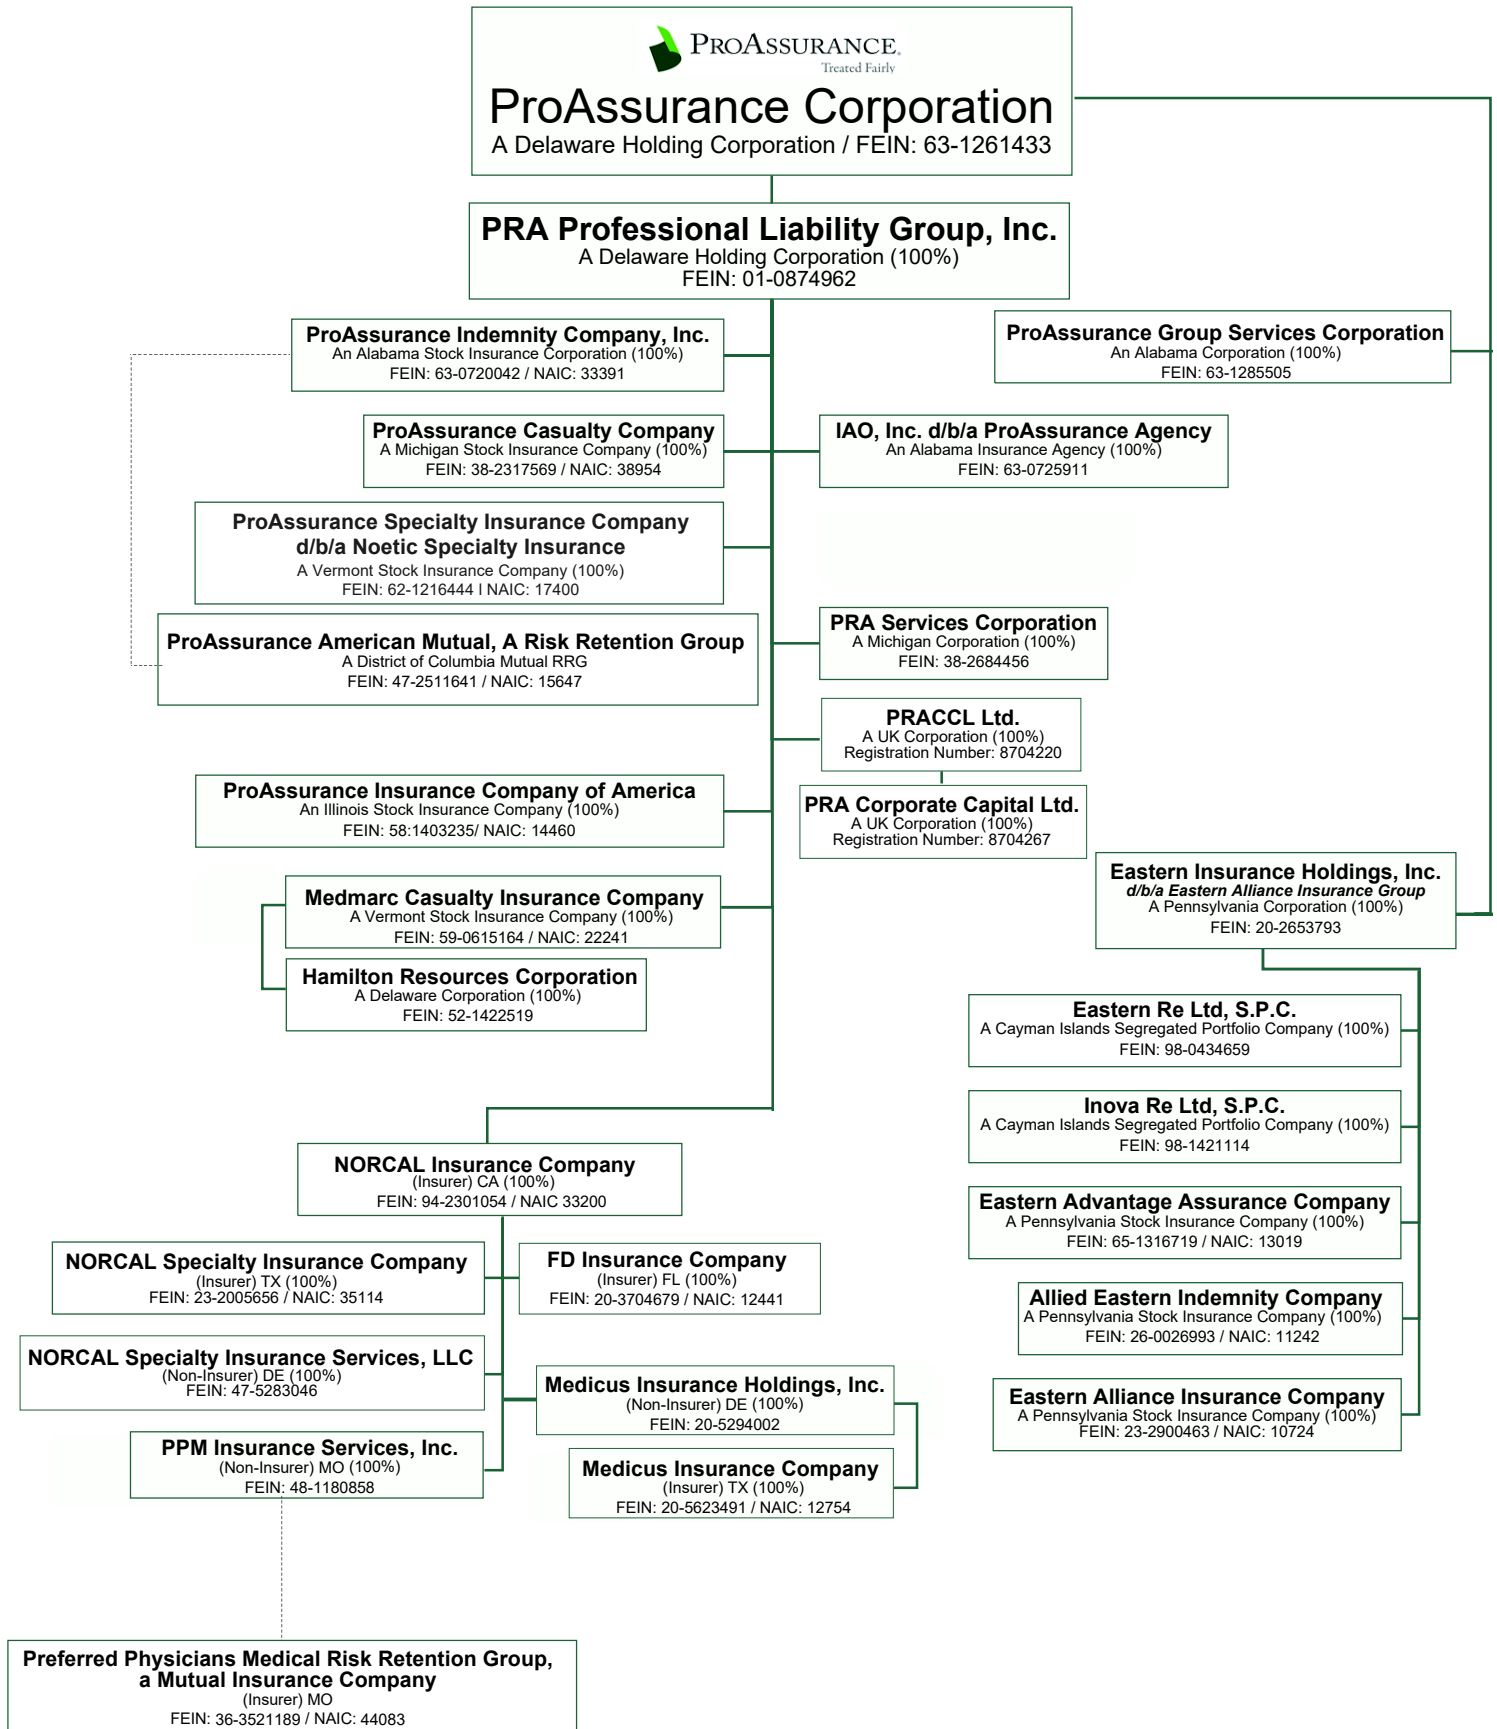 PROASSURANCE®
Treated Fairly
ProAssurance Corporation
A Delaware Holding Corporation / FEIN: 63-1261433
PRA Professional Liability Group, Inc.
A Delaware Holding Corporation (100%)
FEIN: 01-0874962
ProAssurance Indemnity Company, Inc.
An Alabama Stock Insurance Corporation (100%)
FEIN: 63-0720042 / NAIC: 33391
ProAssurance Group Services Corporation
An Alabama Corporation (100%)
FEIN: 63-1285505
ProAssurance Casualty Company
A Michigan Stock Insurance Company (100%)
FEIN: 38-2317569 / NAIC: 38954
IAO, Inc. d/b/a ProAssurance Agency
An Alabama Insurance Agency (100%)
FEIN: 63-0725911
ProAssurance Specialty Insurance Company
d/b/a Noetic Specialty Insurance
A Vermont Stock Insurance Company (100%)
FEIN: 62-1216444 I NAIC: 17400
ProAssurance American Mutual, A Risk Retention Group
A District of Columbia Mutual RRG
FEIN: 47-2511641 / NAIC: 15647
PRA Services Corporation
A Michigan Corporation (100%)
FEIN: 38-2684456
PRACCL Ltd.
A UK Corporation (100%)
Registration Number: 8704220
ProAssurance Insurance Company of America
An Illinois Stock Insurance Company (100%)
FEIN: 58:1403235/ NAIC: 14460
PRA Corporate Capital Ltd.
A UK Corporation (100%)
Registration Number: 8704267
Eastern Insurance Holdings, Inc.
d/b/a Eastern Alliance Insurance Group
A Pennsylvania Corporation (100%)
FEIN: 20-2653793
Medmarc Casualty Insurance Company
A Vermont Stock Insurance Company (100%)
FEIN: 59-0615164 / NAIC: 22241
Hamilton Resources Corporation
A Delaware Corporation (100%)
FEIN: 52-1422519
Eastern Re Ltd, S.P.C.
A Cayman Islands Segregated Portfolio Company (100%)
FEIN: 98-0434659
Inova Re Ltd, S.P.C.
A Cayman Islands Segregated Portfolio Company (100%)
FEIN: 98-1421114
NORCAL Insurance Company
(Insurer) CA (100%)
FEIN: 94-2301054 / NAIC 33200
Eastern Advantage Assurance Company
A Pennsylvania Stock Insurance Company (100%)
FEIN: 65-1316719 / NAIC: 13019
NORCAL Specialty Insurance Company
(Insurer) TX (100%)
FEIN: 23-2005656 / NAIC: 35114
FD Insurance Company
(Insurer) FL (100%)
FEIN: 20-3704679 / NAIC: 12441
Allied Eastern Indemnity Company
A Pennsylvania Stock Insurance Company (100%)
FEIN: 26-0026993 / NAIC: 11242
NORCAL Specialty Insurance Services, LLC
(Non-Insurer) DE (100%)
FEIN: 47-5283046
Medicus Insurance Holdings, Inc.
(Non-Insurer) DE (100%)
FEIN: 20-5294002
Eastern Alliance Insurance Company
A Pennsylvania Stock Insurance Company (100%)
FEIN: 23-2900463 / NAIC: 10724
PPM Insurance Services, Inc.
(Non-Insurer) MO (100%)
FEIN: 48-1180858
Medicus Insurance Company
(Insurer) TX (100%)
FEIN: 20-5623491 / NAIC: 12754
Preferred Physicians Medical Risk Retention Group,
a Mutual Insurance Company
(Insurer) MO
FEIN: 36-3521189 / NAIC: 44083